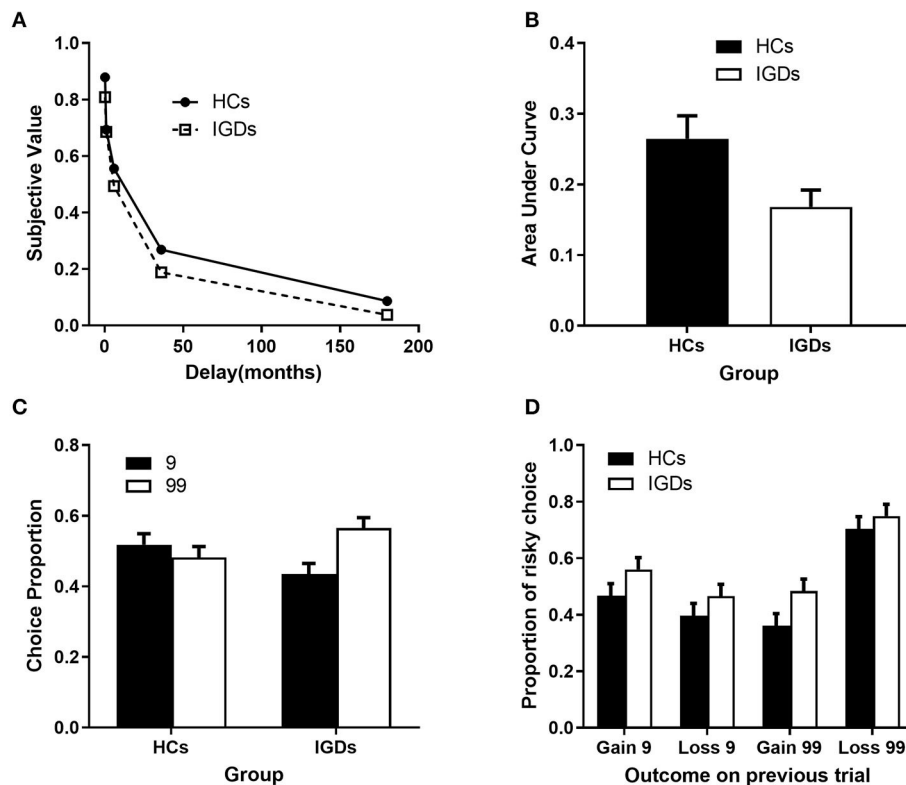 A
1.0
0.8
0.6
0.4
0.2
0.0
Subjective Value
HCs
IGDs
0
50
100
150
200
Delay(months)
B
0.4
0.3
0.2
0.1
0.0
Area Under Curve
HCs
IGDs
HCs
IGDs
Group
C
0.8
0.6
0.4
0.2
0.0
Choice Proportion
9
99
HCs
IGDs
Group
D
1.0
0.8
0.6
0.4
0.2
0.0
Proportion of risky choice
HCs
IGDs
Gain 9
Loss 9
Gain 99
Loss 99
Outcome on previous trial